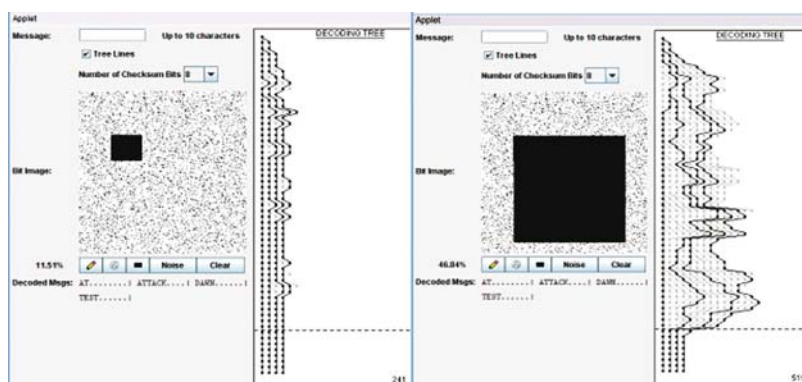 Applet
Message: Up to 10 characters
Tree Lines
Number of Checksum Bits 8
Bit Image:
11.51% Noise Clear
Decoded Msgs: AT.......! ATTACK....! DAWN.....!
TEST......!
DECODING TREE
241
Applet
Message: Up to 10 characters
Tree Lines
Number of Checksum Bits 8
Bit Image:
46.84% Noise Clear
Decoded Msgs: AT.......! ATTACK....! DAWN.....!
TEST......!
DECODING TREE